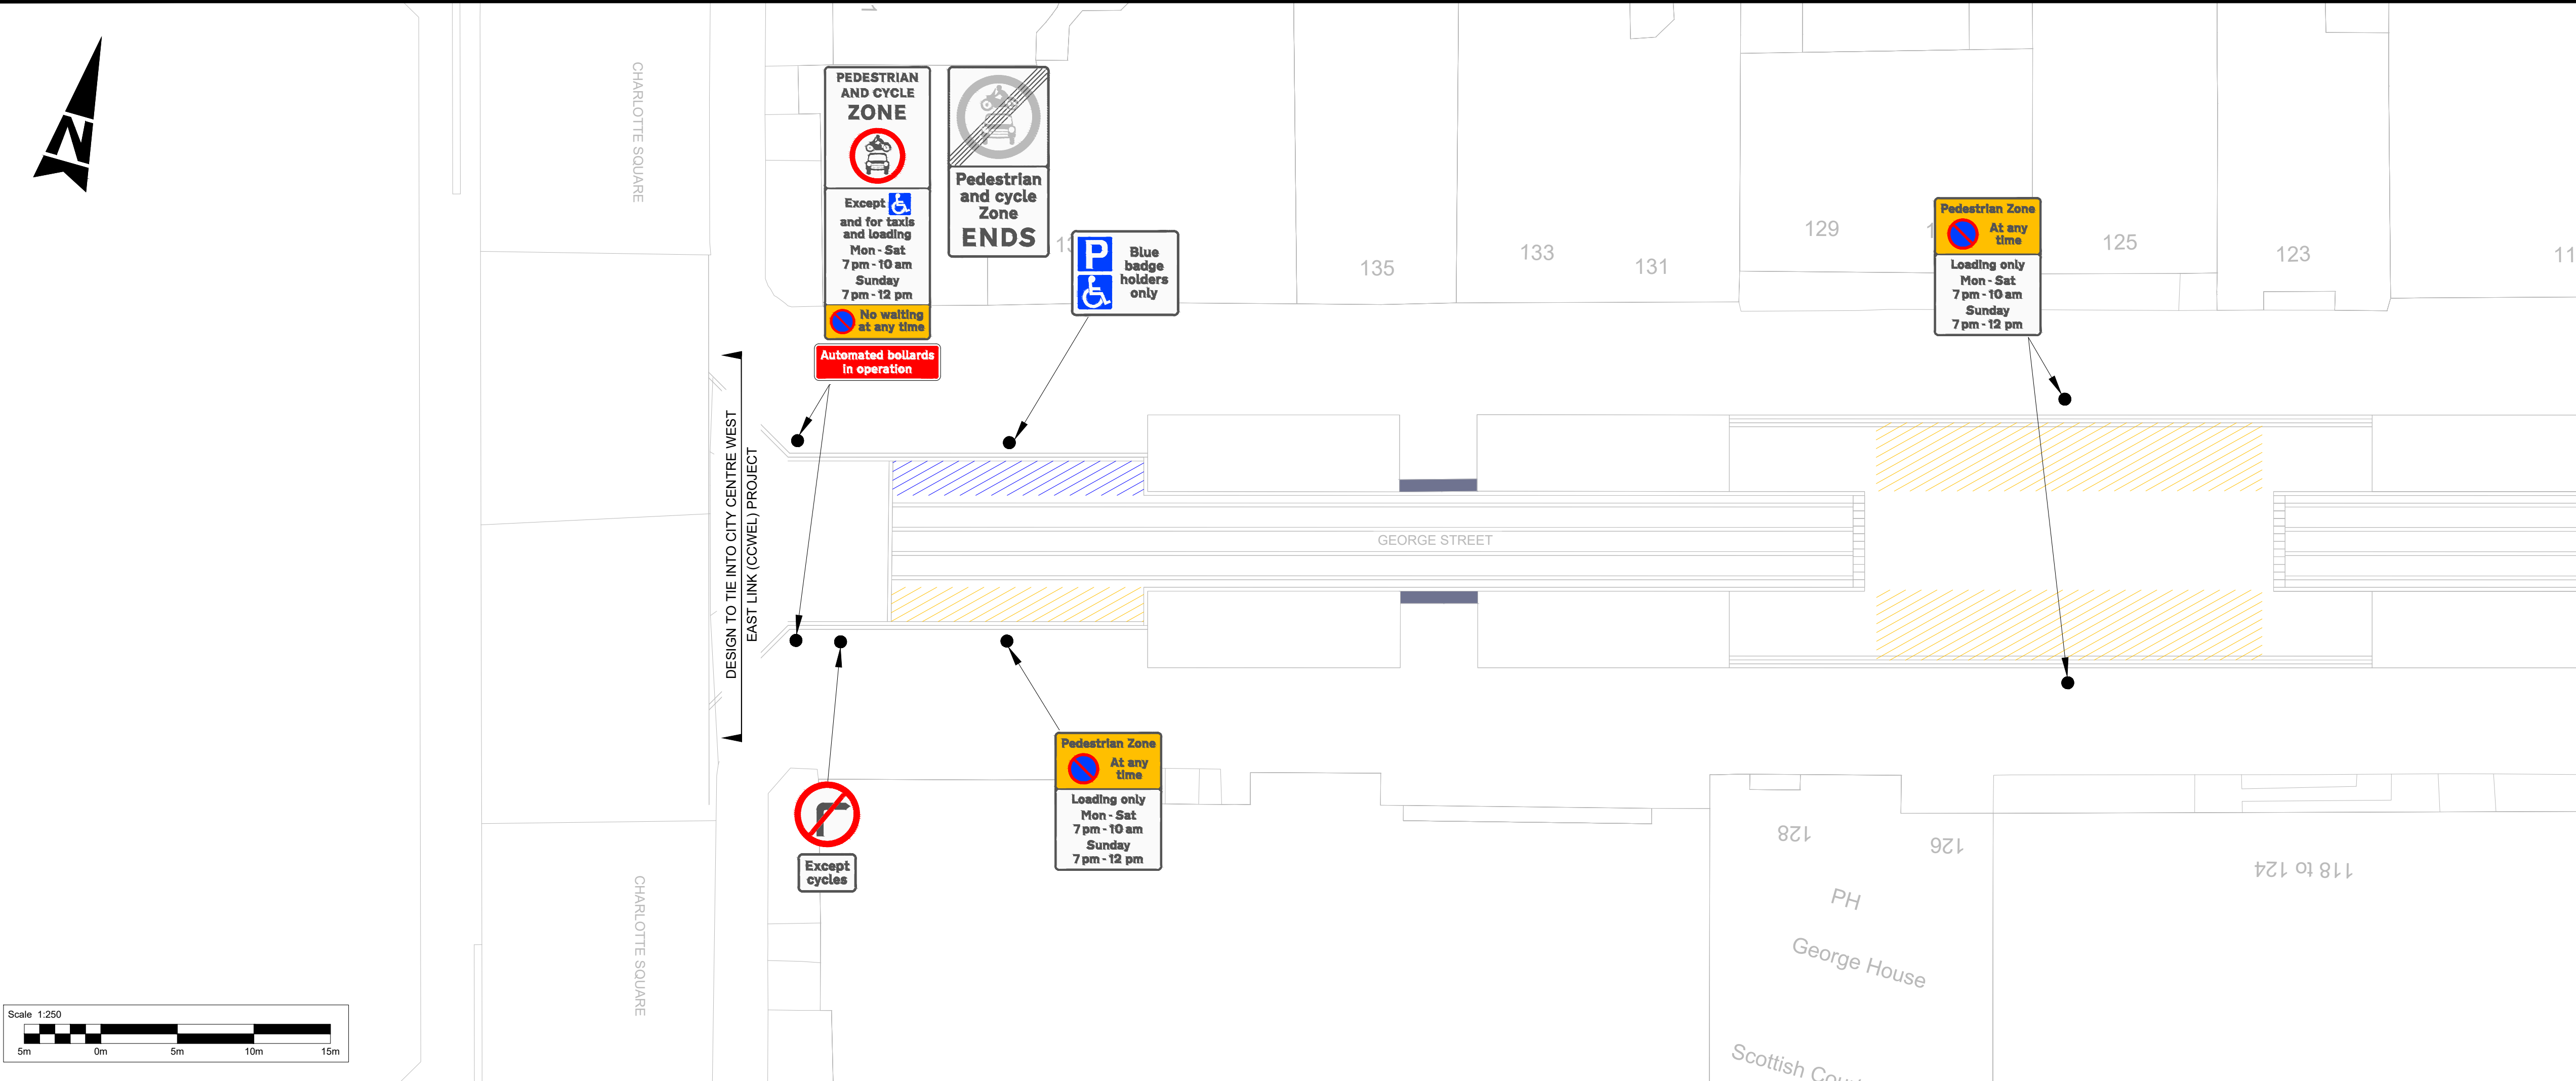 N
CHARLOTTE SQUARE
PEDESTRIAN
AND CYCLE
ZONE
Except
and for taxis
and loading
Mon - Sat
7 pm - 10 am
Sunday
7 pm - 12 pm
No waiting
at any time
Automated bollards
in operation
Pedestrian
and cycle
Zone
ENDS
P
Blue
badge
holders
only
135
133
131
129
125
123
Pedestrian Zone
At any
time
Loading only
Mon - Sat
7 pm - 10 am
Sunday
7 pm - 12 pm
DESIGN TO TIE INTO CITY CENTRE WEST
EAST LINK (CCWEL) PROJECT
GEORGE STREET
Except
cycles
Pedestrian Zone
At any
time
Loading only
Mon - Sat
7 pm - 10 am
Sunday
7 pm - 12 pm
128
126
118 to 124
PH
George House
Scottish
CHARLOTTE SQUARE
Scale 1:250
5m 0m 5m 10m 15m